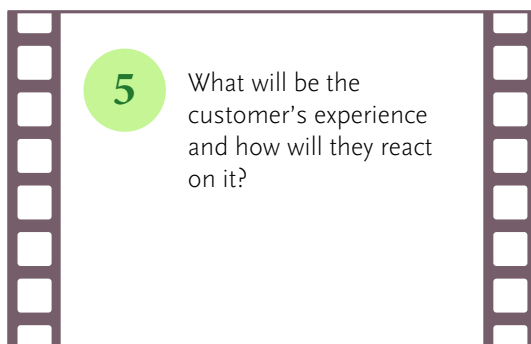 5
What will be the
customer’s experience
and how will they react
on it?